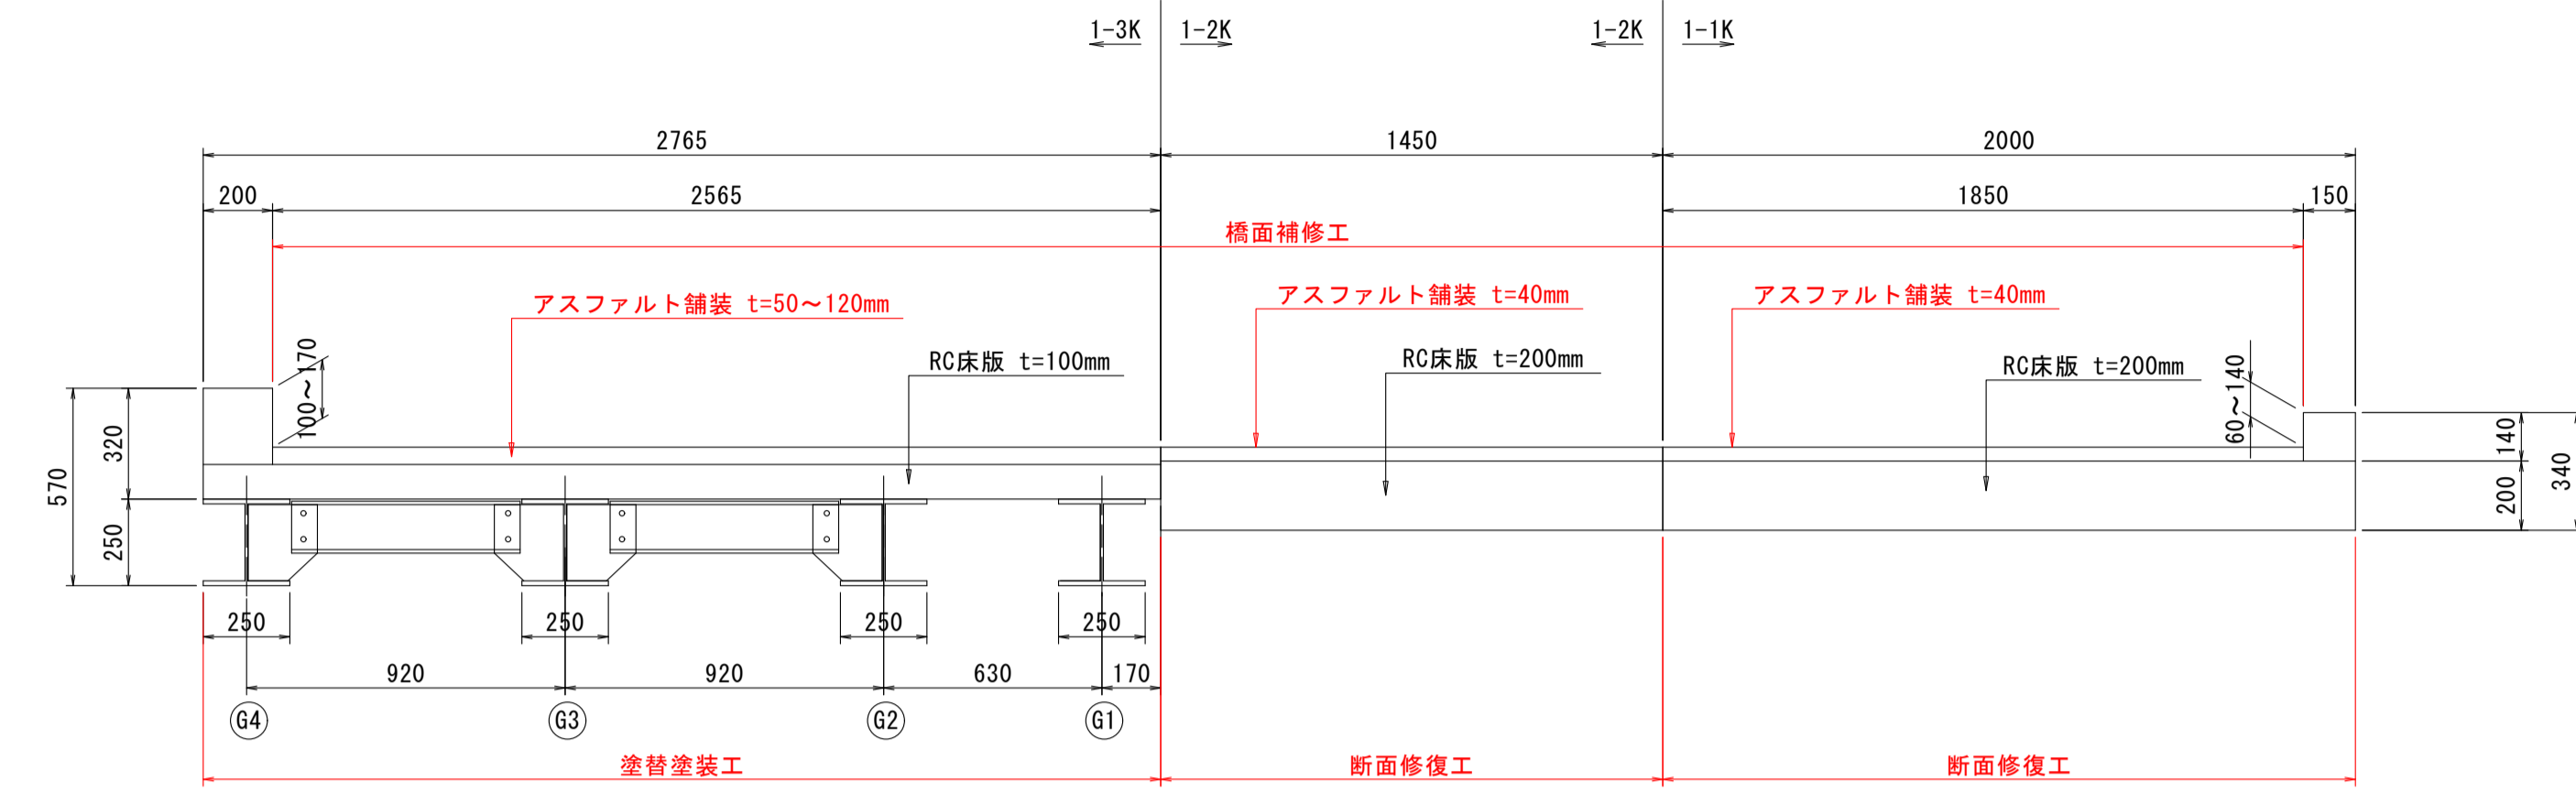 1-3K
1-2K
1-2K
1-1K
2765
1450
2000
200
2565
1850
150
橋面補修工
アスファルト舗装 t=50～120mm
アスファルト舗装 t=40mm
アスファルト舗装 t=40mm
RC床版 t=100mm
RC床版 t=200mm
RC床版 t=200mm
100～170
60～140
570
320
250
140
200
340
250
250
250
250
920
920
630
170
G4
G3
G2
G1
塗替塗装工
断面修復工
断面修復工